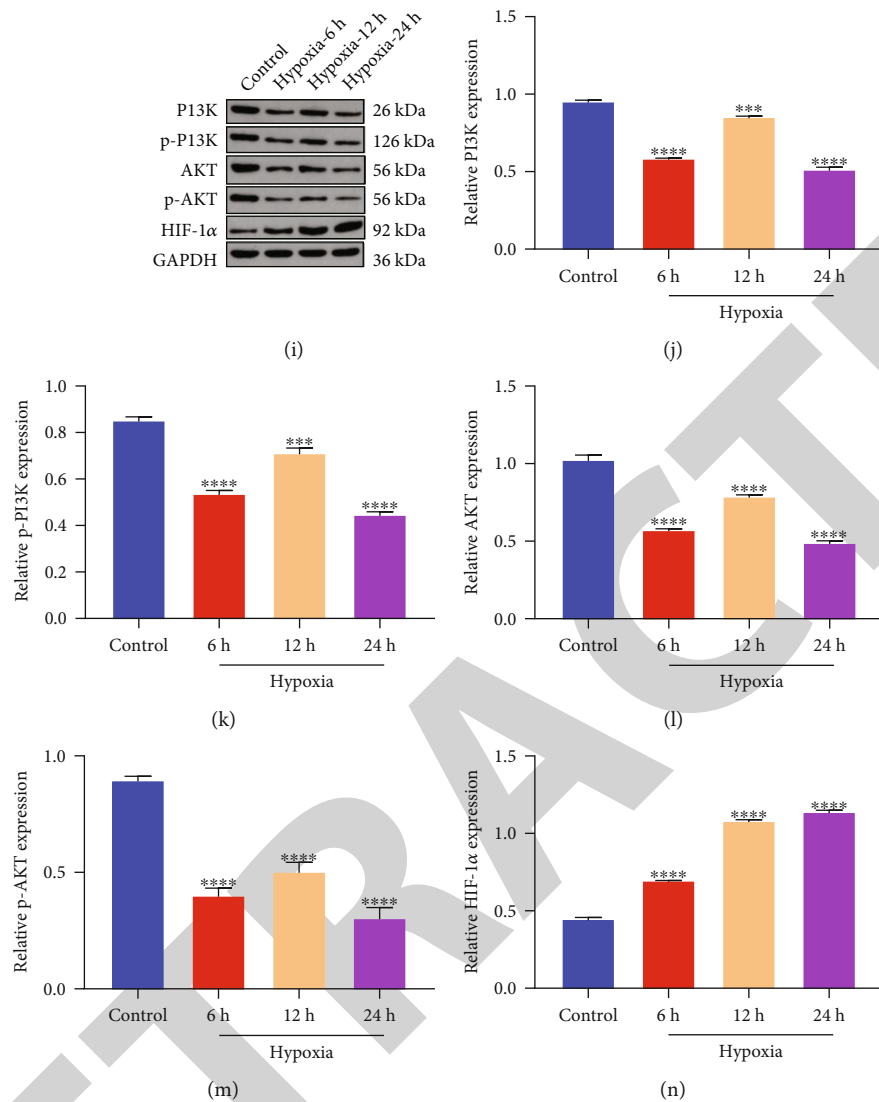 Control
Hypoxia-6 h
Hypoxia-12 h
Hypoxia-24 h
P13K 26 kDa
p-P13K 126 kDa
AKT 56 kDa
p-AKT 56 kDa
HIF-1α 92 kDa
GAPDH 36 kDa
(i)
Relative PI3K expression
1.5
1.0
0.5
0.0
****
***
****
Control 6 h 12 h 24 h
Hypoxia
(j)
Relative p-PI3K expression
1.0
0.8
0.6
0.4
0.2
0.0
****
***
****
Control 6 h 12 h 24 h
Hypoxia
(k)
Relative AKT expression
1.5
1.0
0.5
0.0
****
****
****
Control 6 h 12 h 24 h
Hypoxia
(l)
Relative p-AKT expression
1.0
0.5
0.0
****
****
****
Control 6 h 12 h 24 h
Hypoxia
(m)
Relative HIF-1α expression
1.5
1.0
0.5
0.0
****
****
****
Control 6 h 12 h 24 h
Hypoxia
(n)
TRACT